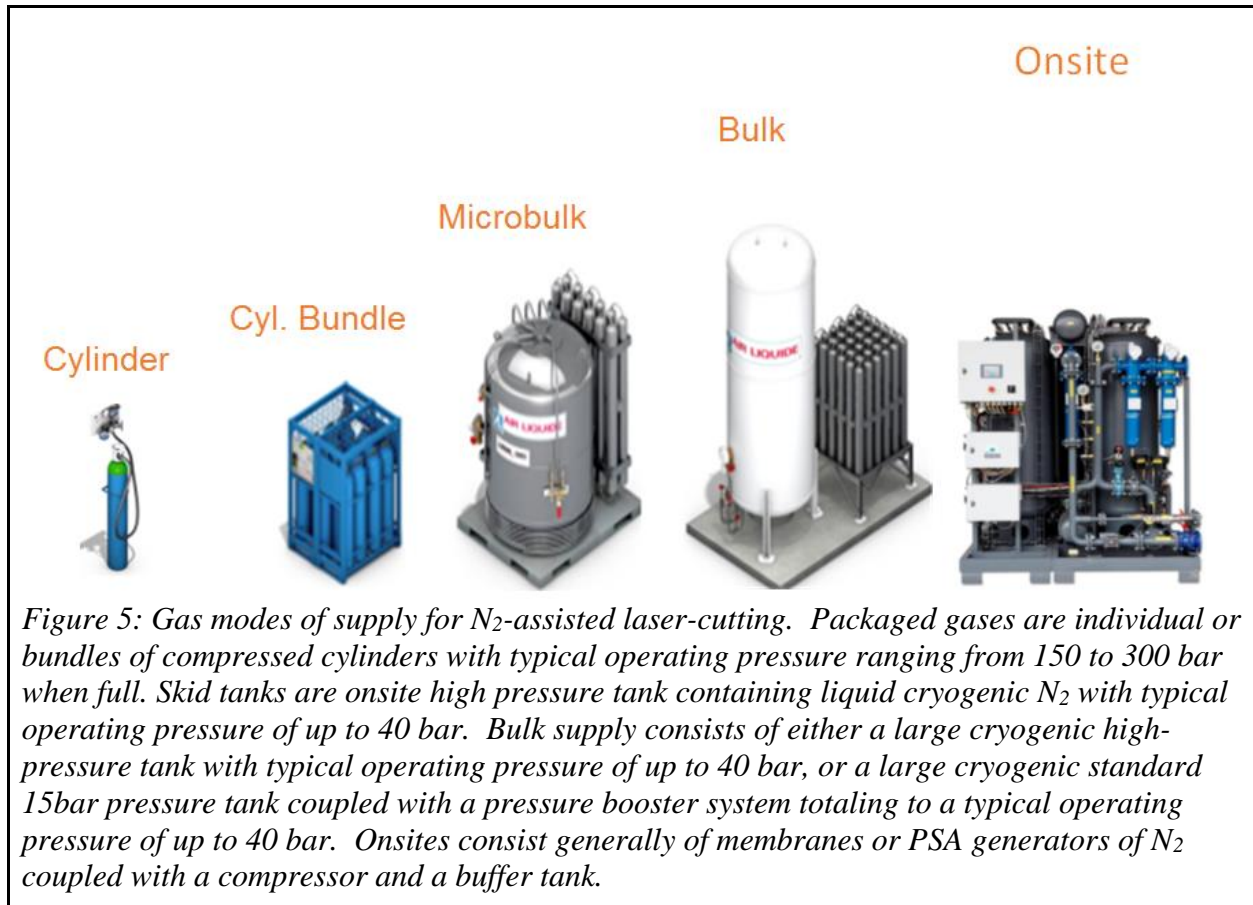 Onsite
Bulk
Microbulk
Cyl. Bundle
Cylinder
AIR LIQUIDE
AIR LIQUIDE
Figure 5: Gas modes of supply for N2-assisted laser-cutting. Packaged gases are individual or
bundles of compressed cylinders with typical operating pressure ranging from 150 to 300 bar
when full. Skid tanks are onsite high pressure tank containing liquid cryogenic N2 with typical
operating pressure of up to 40 bar. Bulk supply consists of either a large cryogenic high-
pressure tank with typical operating pressure of up to 40 bar, or a large cryogenic standard
15bar pressure tank coupled with a pressure booster system totaling to a typical operating
pressure of up to 40 bar. Onsites consist generally of membranes or PSA generators of N2
coupled with a compressor and a buffer tank.